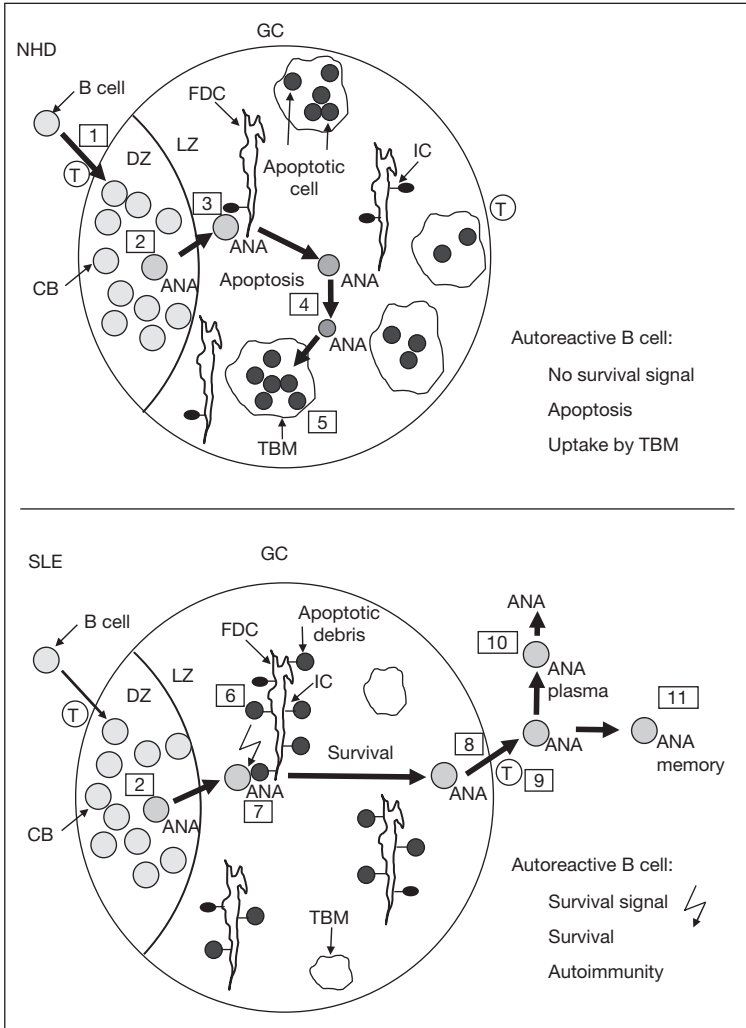 GC
NHD
B cell
FDC
1
DZ
LZ
T
Apoptotic
cell
IC
3
T
2
ANA
ANA
CB
Apoptosis
ANA
4
ANA
Autoreactive B cell:
No survival signal
5
Apoptosis
TBM
Uptake by TBM
SLE
GC
B cell
FDC
Apoptotic
debris
ANA
LZ
IC
10
ANA
plasma
DZ
6
T
11
Survival
8
ANA
ANA
memory
2
T
9
ANA
ANA
ANA
7
CB
Autoreactive B cell:
Survival signal
TBM
Survival
Autoimmunity